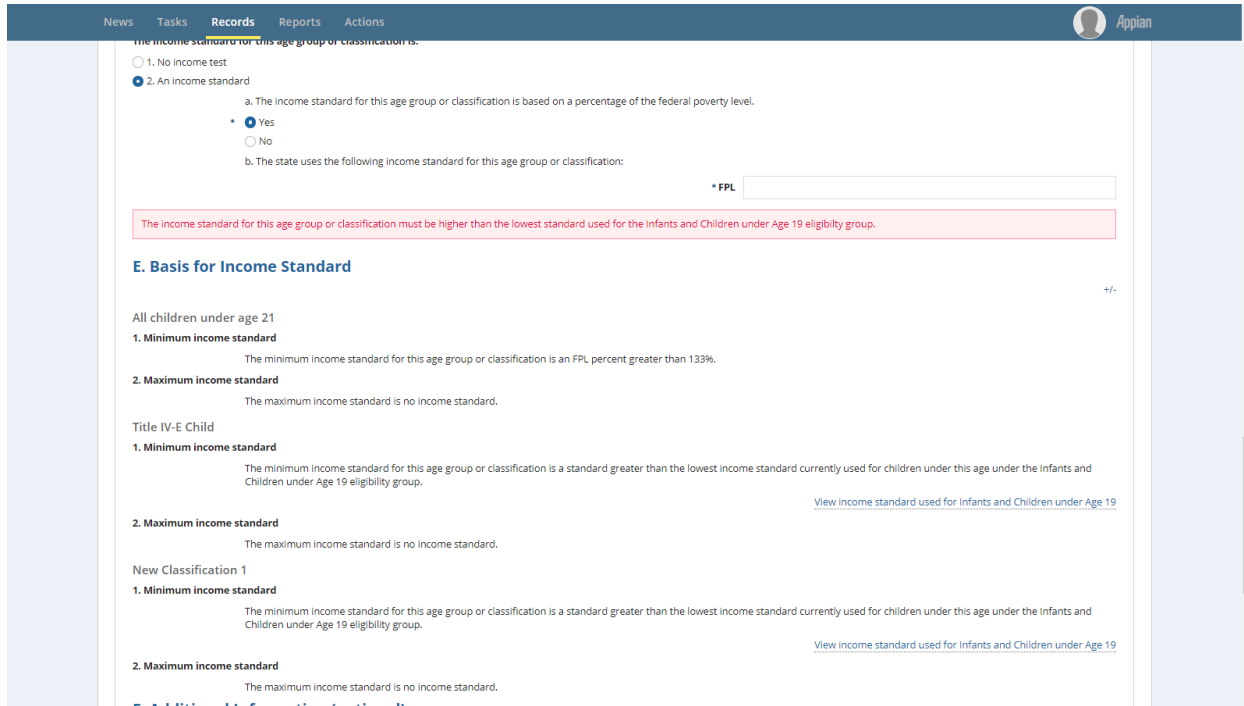 News Tasks Records Reports Actions Appian
The income standard for this age group or classification is:
1. No income test
2. An income standard
a. The income standard for this age group or classification is based on a percentage of the federal poverty level.
* Yes
No
b. The state uses the following income standard for this age group or classification:
* FPL
The income standard for this age group or classification must be higher than the lowest standard used for the Infants and Children under Age 19 eligibilty group.
E. Basis for Income Standard
+/-
All children under age 21
1. Minimum income standard
The minimum income standard for this age group or classification is an FPL percent greater than 133%.
2. Maximum income standard
The maximum income standard is no income standard.
Title IV-E Child
1. Minimum income standard
The minimum income standard for this age group or classification is a standard greater than the lowest income standard currently used for children under this age under the Infants and
Children under Age 19 eligibility group.
View income standard used for Infants and Children under Age 19
2. Maximum income standard
The maximum income standard is no income standard.
New Classification 1
1. Minimum income standard
The minimum income standard for this age group or classification is a standard greater than the lowest income standard currently used for children under this age under the Infants and
Children under Age 19 eligibility group.
View income standard used for Infants and Children under Age 19
2. Maximum income standard
The maximum income standard is no income standard.
F. Additional Information (optional)